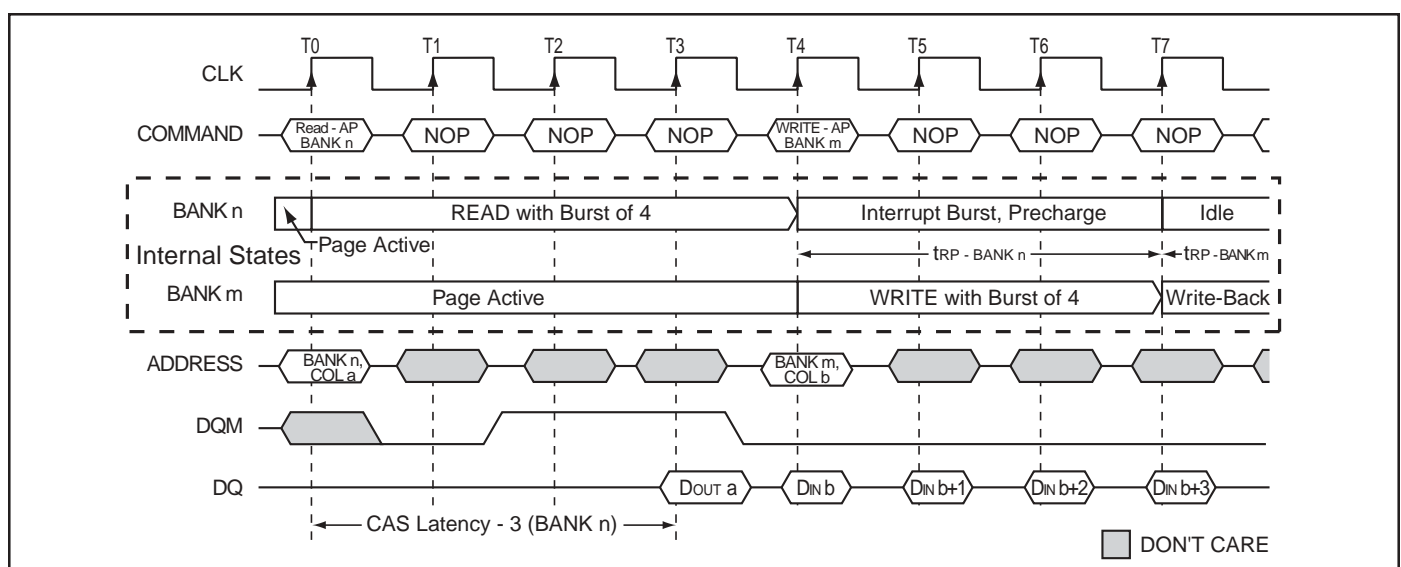 T0 T1 T2 T3 T4 T5 T6 T7
CLK
COMMAND Read - AP BANK n NOP NOP NOP WRITE - AP BANK m NOP NOP NOP
BANK n READ with Burst of 4 Interrupt Burst, Precharge Idle
Page Active tRP - BANK n tRP - BANK m
Internal States
BANK m Page Active WRITE with Burst of 4 Write-Back
ADDRESS BANK n, COL a BANK m, COL b
DQM
DQ DOUT a DIN b DIN b+1 DIN b+2 DIN b+3
CAS Latency - 3 (BANK n)
DON'T CARE